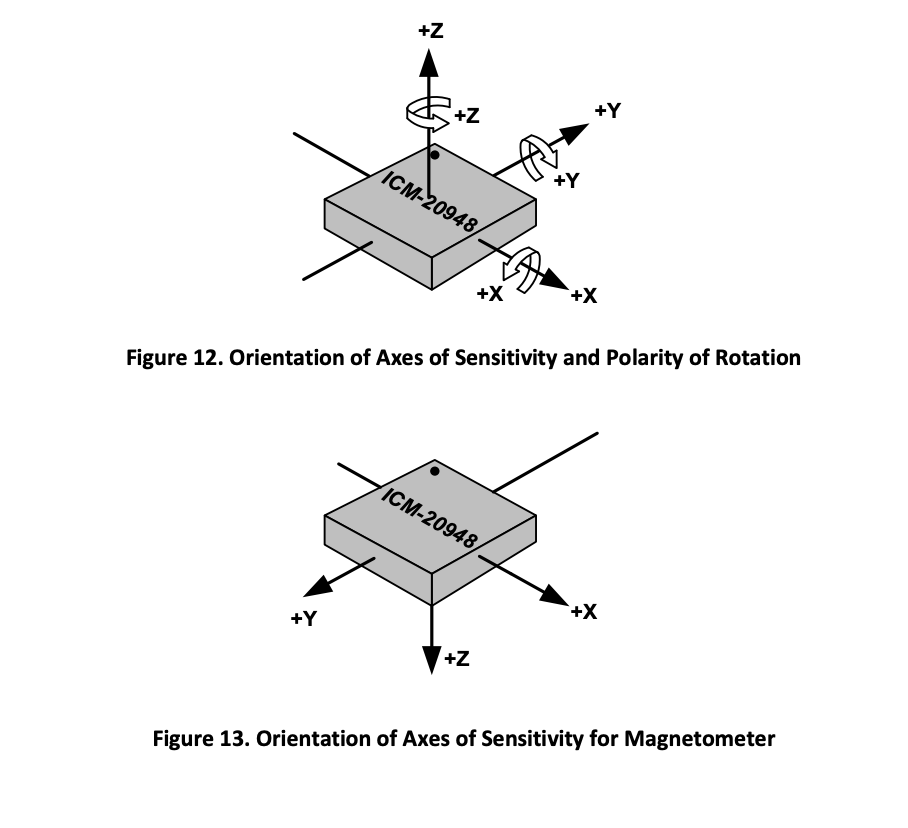 +Z
+Z
+Y
+Y
ICM-20948
+X
+X
Figure 12. Orientation of Axes of Sensitivity and Polarity of Rotation
ICM-20948
+Y
+X
+Z
Figure 13. Orientation of Axes of Sensitivity for Magnetometer